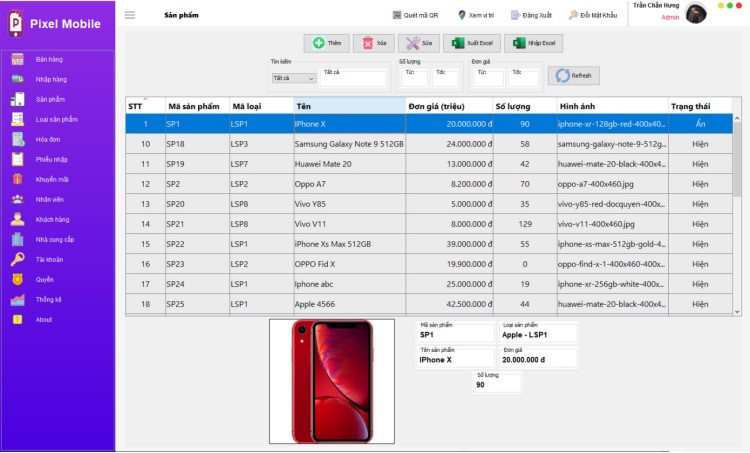 P
Pixel Mobile
Bán hàng
Nhập hàng
Sản phẩm
Loại sản phẩm
Hóa đơn
Phiếu nhập
Khuyến mãi
Nhân viên
Khách hàng
Nhà cung cấp
Tài khoản
Quyền
Thống kê
About
Sản phẩm
Quét mã QR
Xem vị trí
Đăng Xuất
Đổi Mật Khẩu
Trần Chấn Hưng
Admin
Thêm
Xóa
Sửa
Xuất Excel
Nhập Excel
Tìm kiếm
Tất cả
Tất cả
Số lượng
Từ:
Tới:
Đơn giá
Từ:
Tới:
Refresh
STT Mã sản phẩm Mã loại Tên Đơn giá (triệu) Số lượng Hình ảnh Trạng thái
1 SP1 LSP1 IPhone X 20.000.000 đ 90 iphone-xr-128gb-red-400x40... Ẩn
10 SP18 LSP3 Samsung Galaxy Note 9 512GB 24.000.000 đ 58 samsung-galaxy-note-9-512g... Hiện
11 SP19 LSP7 Huawei Mate 20 13.000.000 đ 42 huawei-mate-20-black-400x4... Hiện
12 SP2 LSP2 Oppo A7 8.200.000 đ 70 oppo-a7-400x460.jpg Hiện
13 SP20 LSP8 Vivo Y85 5.000.000 đ 35 vivo-y85-red-docquyen-400x... Hiện
14 SP21 LSP8 Vivo V11 8.000.000 đ 129 vivo-v11-400x460.jpg Hiện
15 SP22 LSP1 iPhone Xs Max 512GB 39.000.000 đ 55 iphone-xs-max-512gb-gold-4... Hiện
16 SP23 LSP2 OPPO Fid X 19.900.000 đ 0 oppo-find-x-1-400x460-400x... Hiện
17 SP24 LSP1 Iphone abc 25.000.000 đ 19 iphone-xr-256gb-white-400x... Hiện
18 SP25 LSP1 Apple 4566 42.500.000 đ 44 huawei-mate-20-black-400x4... Hiện
Mã sản phẩm
SP1
Loại sản phẩm
Apple - LSP1
Tên sản phẩm
IPhone X
Đơn giá
20.000.000 đ
Số lượng
90